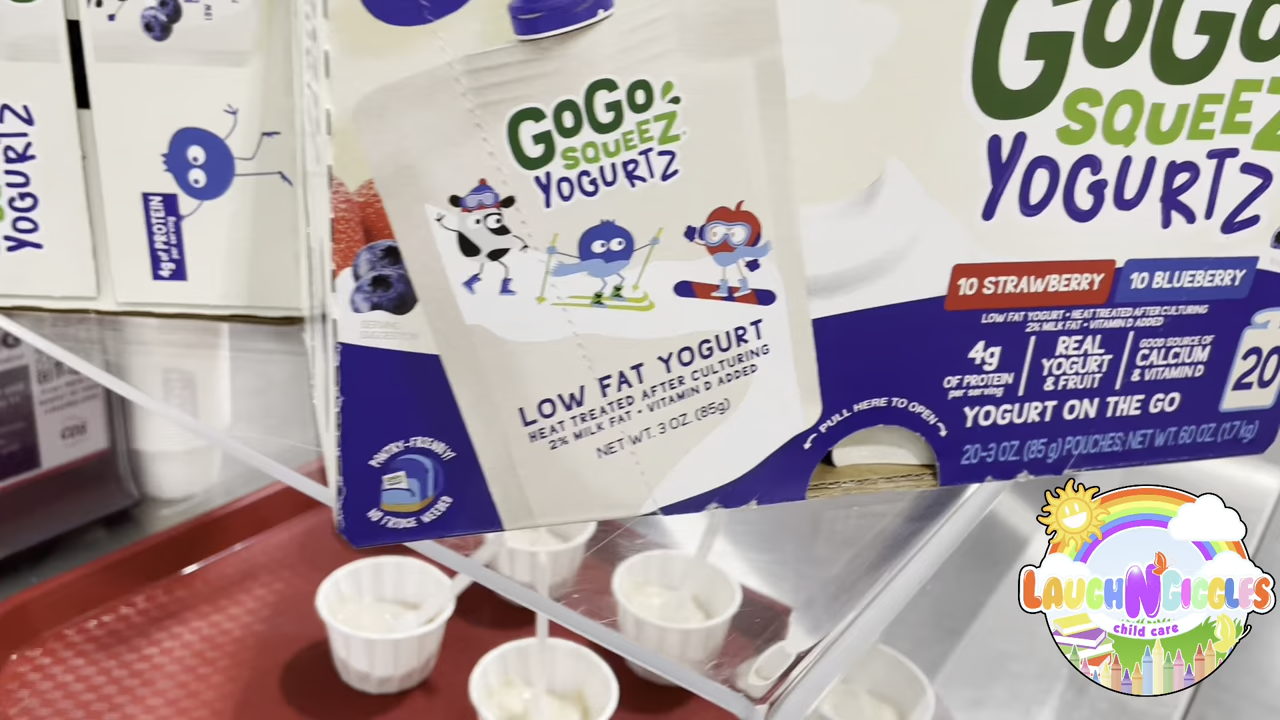 LOW
YOGURTZ
4g of PROTEIN
per serving
GoGo
SQUEEZ
YOGURTZ
LOW FAT YOGURT
HEAT TREATED AFTER CULTURING
2% MILK FAT • VITAMIN D ADDED
NET WT. 3 OZ. (85g)
SERVING
SUGGESTION
PANTRY-FRIENDLY!
NO FRIDGE NEEDED
PULL HERE TO OPEN
GoGo
SQUEEZ
YOGURTZ
10 STRAWBERRY
10 BLUEBERRY
LOW FAT YOGURT • HEAT TREATED AFTER CULTURING
2% MILK FAT • VITAMIN D ADDED
4g
OF PROTEIN
per serving
REAL
YOGURT
& FRUIT
GOOD SOURCE OF
CALCIUM
& VITAMIN D
20
YOGURT ON THE GO
20-3 OZ. (85 g) POUCHES; NET WT. 60 OZ. (1.7 kg)
cds
LAUGH N GIGGLES
child care